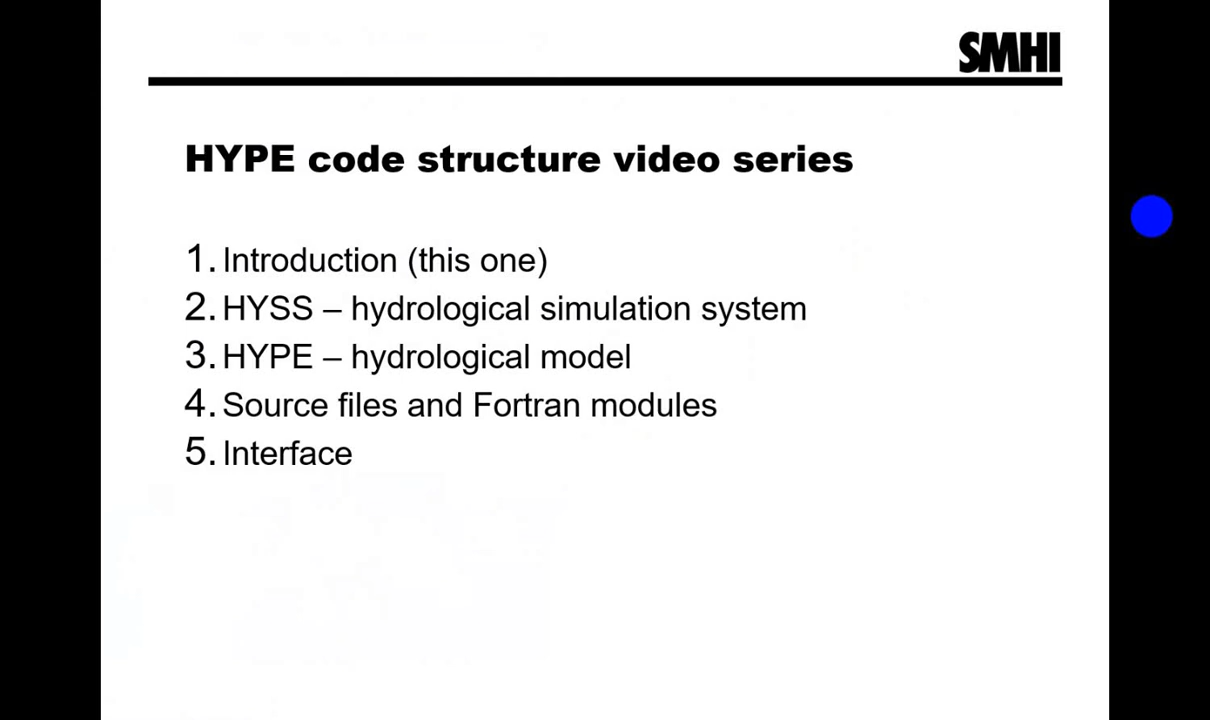 SMHI
HYPE code structure video series
1. Introduction (this one)
2. HYSS – hydrological simulation system
3. HYPE – hydrological model
4. Source files and Fortran modules
5. Interface